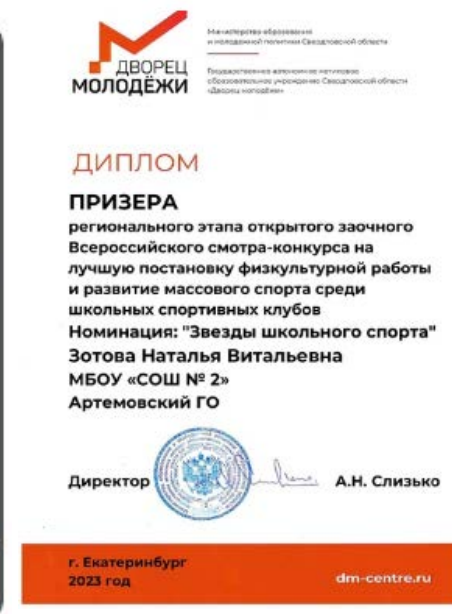 ДВОРЕЦ
МОЛОДЁЖИ
Министерство образования
и молодежной политики Свердловской области
Государственное автономное нетиповое
образовательное учреждение Свердловской области
«Дворец молодёжи»
ДИПЛОМ
ПРИЗЕРА
регионального этапа открытого заочного
Всероссийского смотра-конкурса на
лучшую постановку физкультурной работы
и развитие массового спорта среди
школьных спортивных клубов
Номинация: "Звезды школьного спорта"
Зотова Наталья Витальевна
МБОУ «СОШ № 2»
Артемовский ГО
Директор
А.Н. Слизько
г. Екатеринбург
2023 год
dm-centre.ru